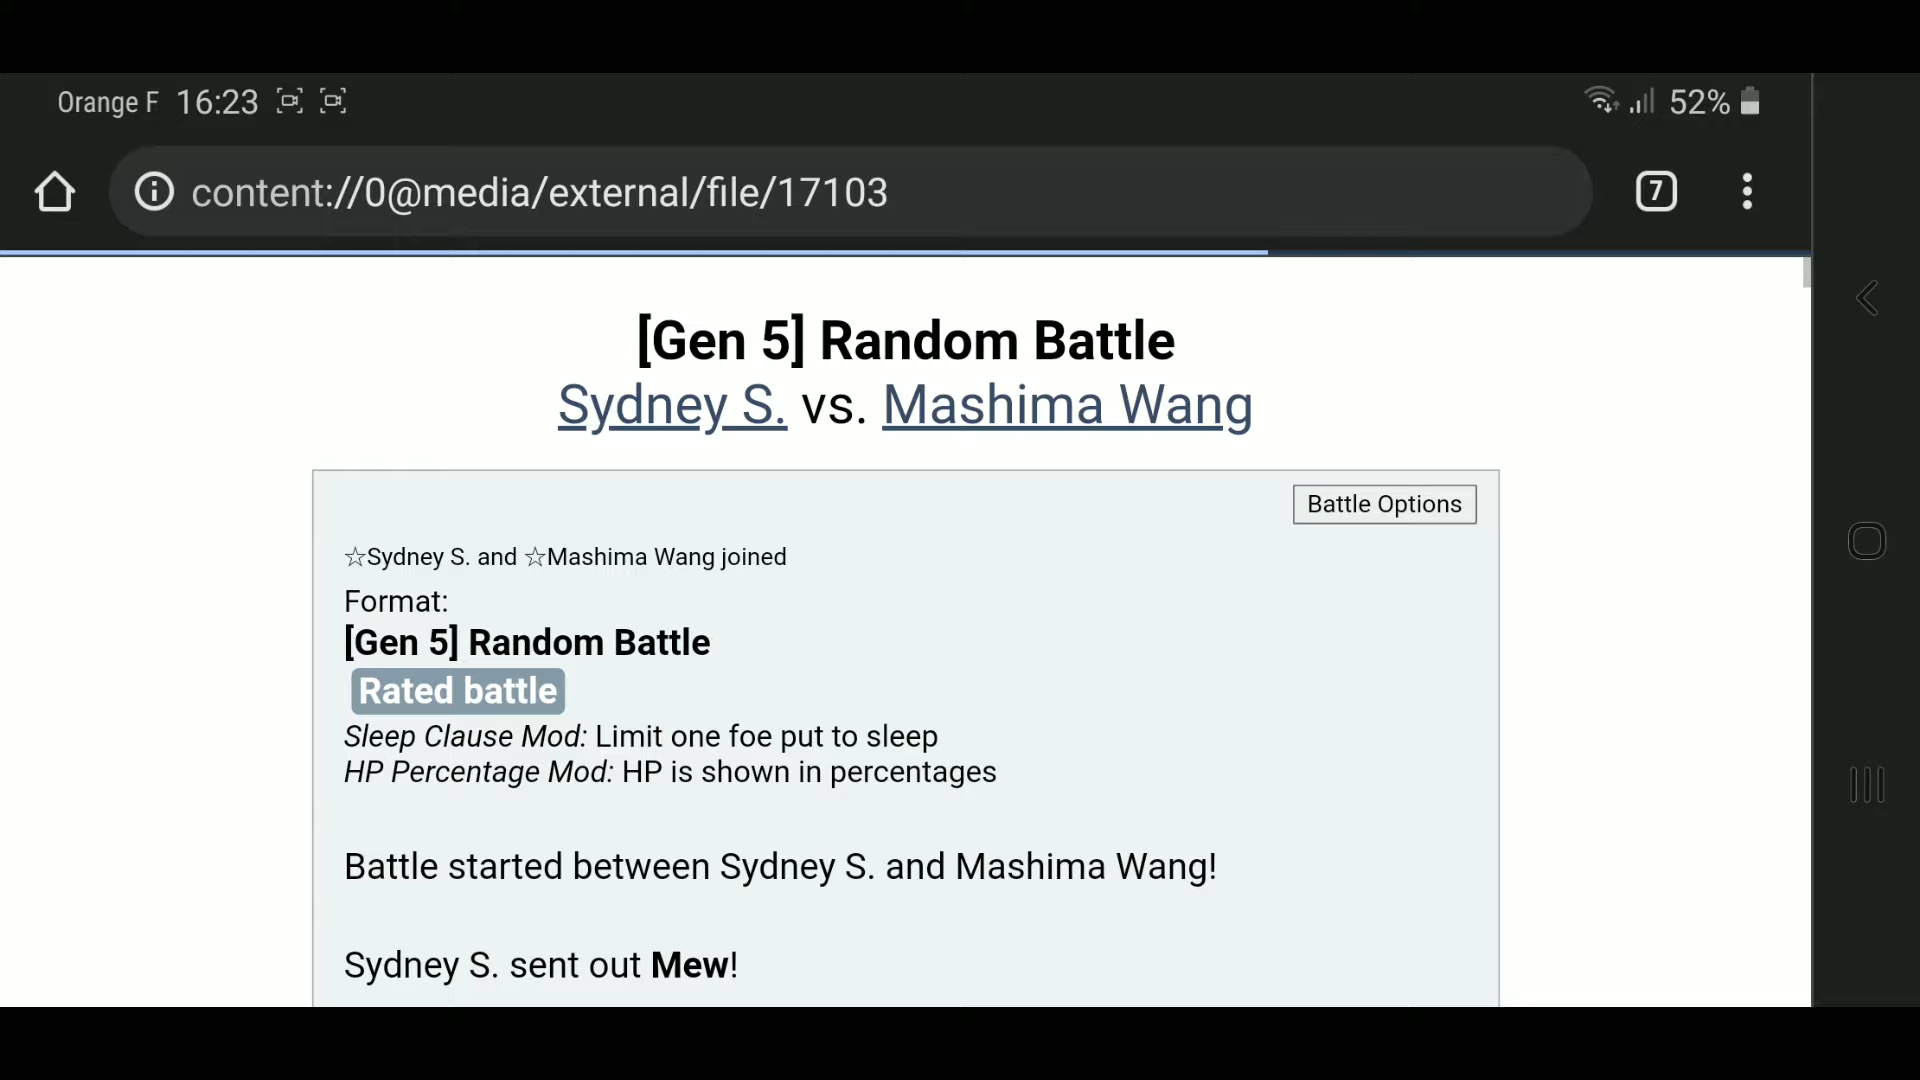 Orange F 16:23 52%
content://0@media/external/file/17103 7
[Gen 5] Random Battle
Sydney S. vs. Mashima Wang
Battle Options
☆Sydney S. and ☆Mashima Wang joined
Format:
[Gen 5] Random Battle
Rated battle
Sleep Clause Mod: Limit one foe put to sleep
HP Percentage Mod: HP is shown in percentages
Battle started between Sydney S. and Mashima Wang!
Sydney S. sent out Mew!